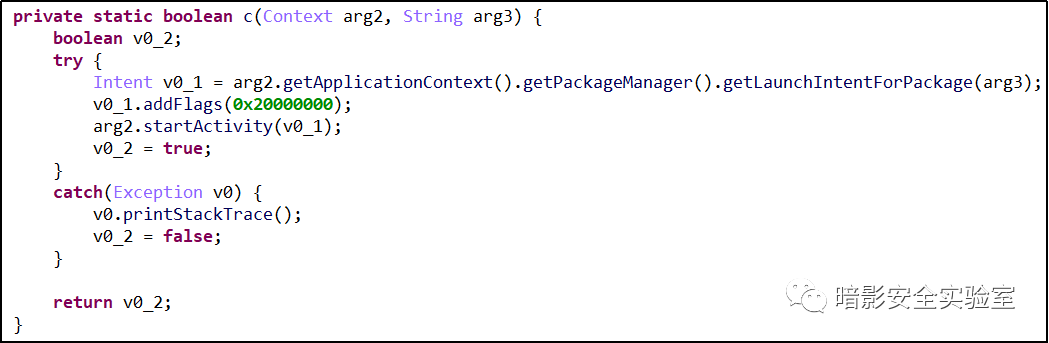 private static boolean c(Context arg2, String arg3) {
    boolean v0_2;
    try {
        Intent v0_1 = arg2.getApplicationContext().getPackageManager().getLaunchIntentForPackage(arg3);
        v0_1.addFlags(0x20000000);
        arg2.startActivity(v0_1);
        v0_2 = true;
    }
    catch(Exception v0) {
        v0.printStackTrace();
        v0_2 = false;
    }

    return v0_2;
暗影安全实验室
}